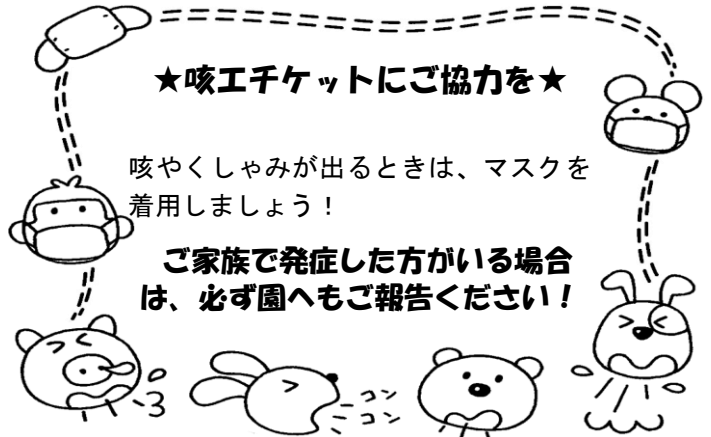 ★咳エチケットにご協力を★
咳やくしゃみが出るときは、マスクを
着用しましょう！
ご家族で発症した方がいる場合
は、必ず園へもご報告ください！
コン
コン